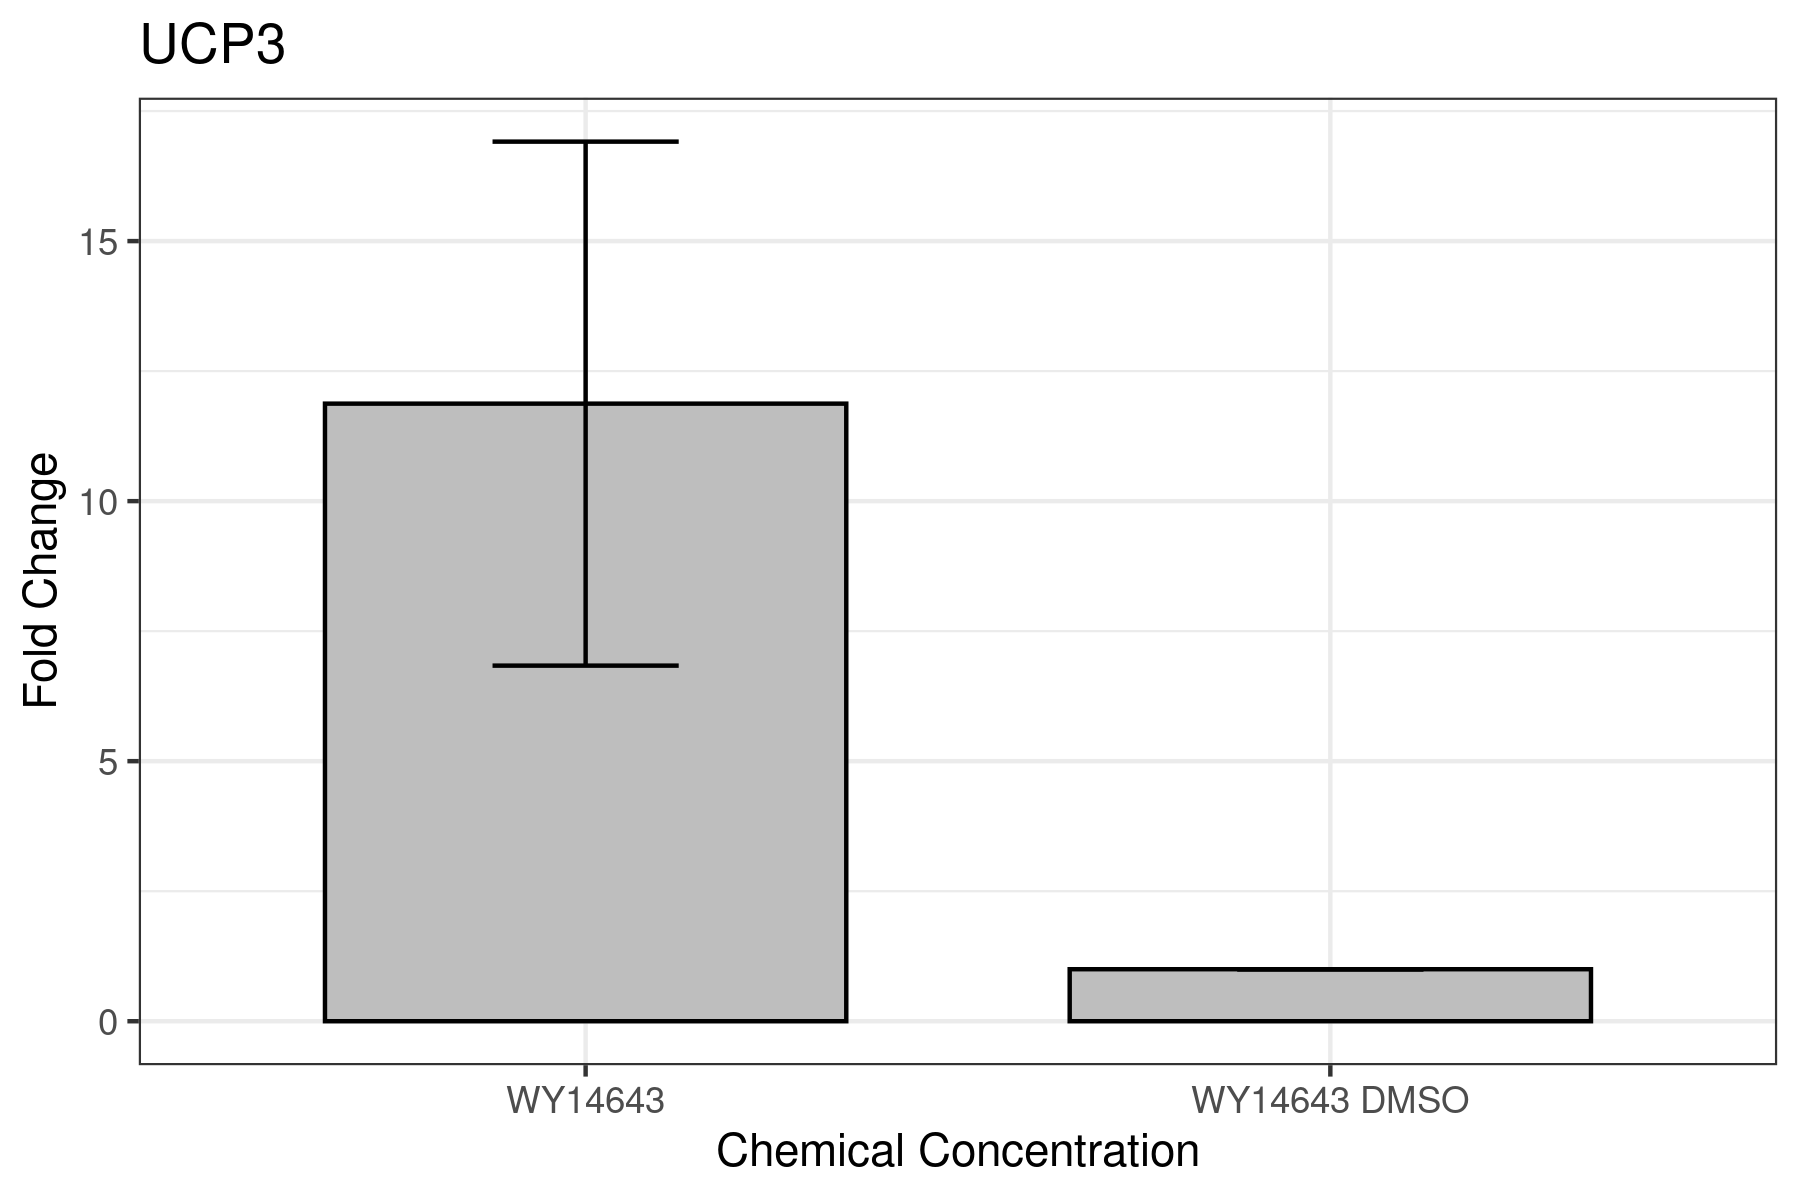 UCP3
Fold Change
15
10
5
0
WY14643
WY14643 DMSO
Chemical Concentration